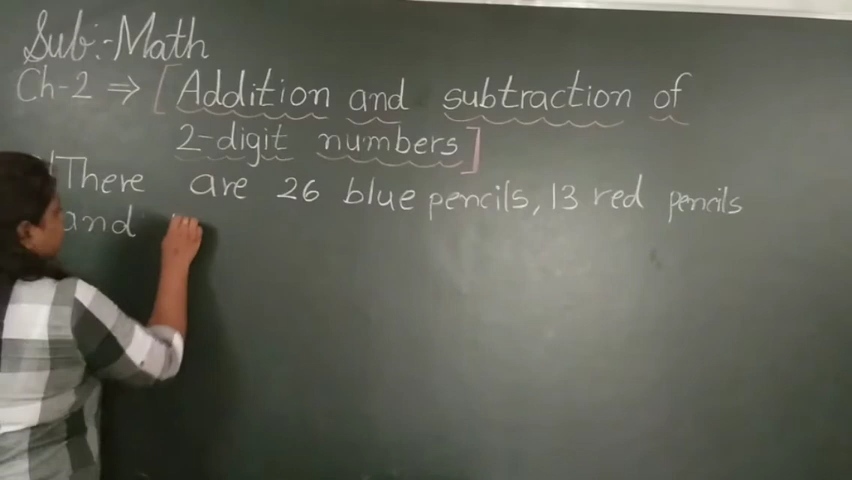 Sub:-Math
Ch-2 ⇒ [Addition and subtraction of
2-digit numbers]
There are 26 blue pencils, 13 red pencils
and